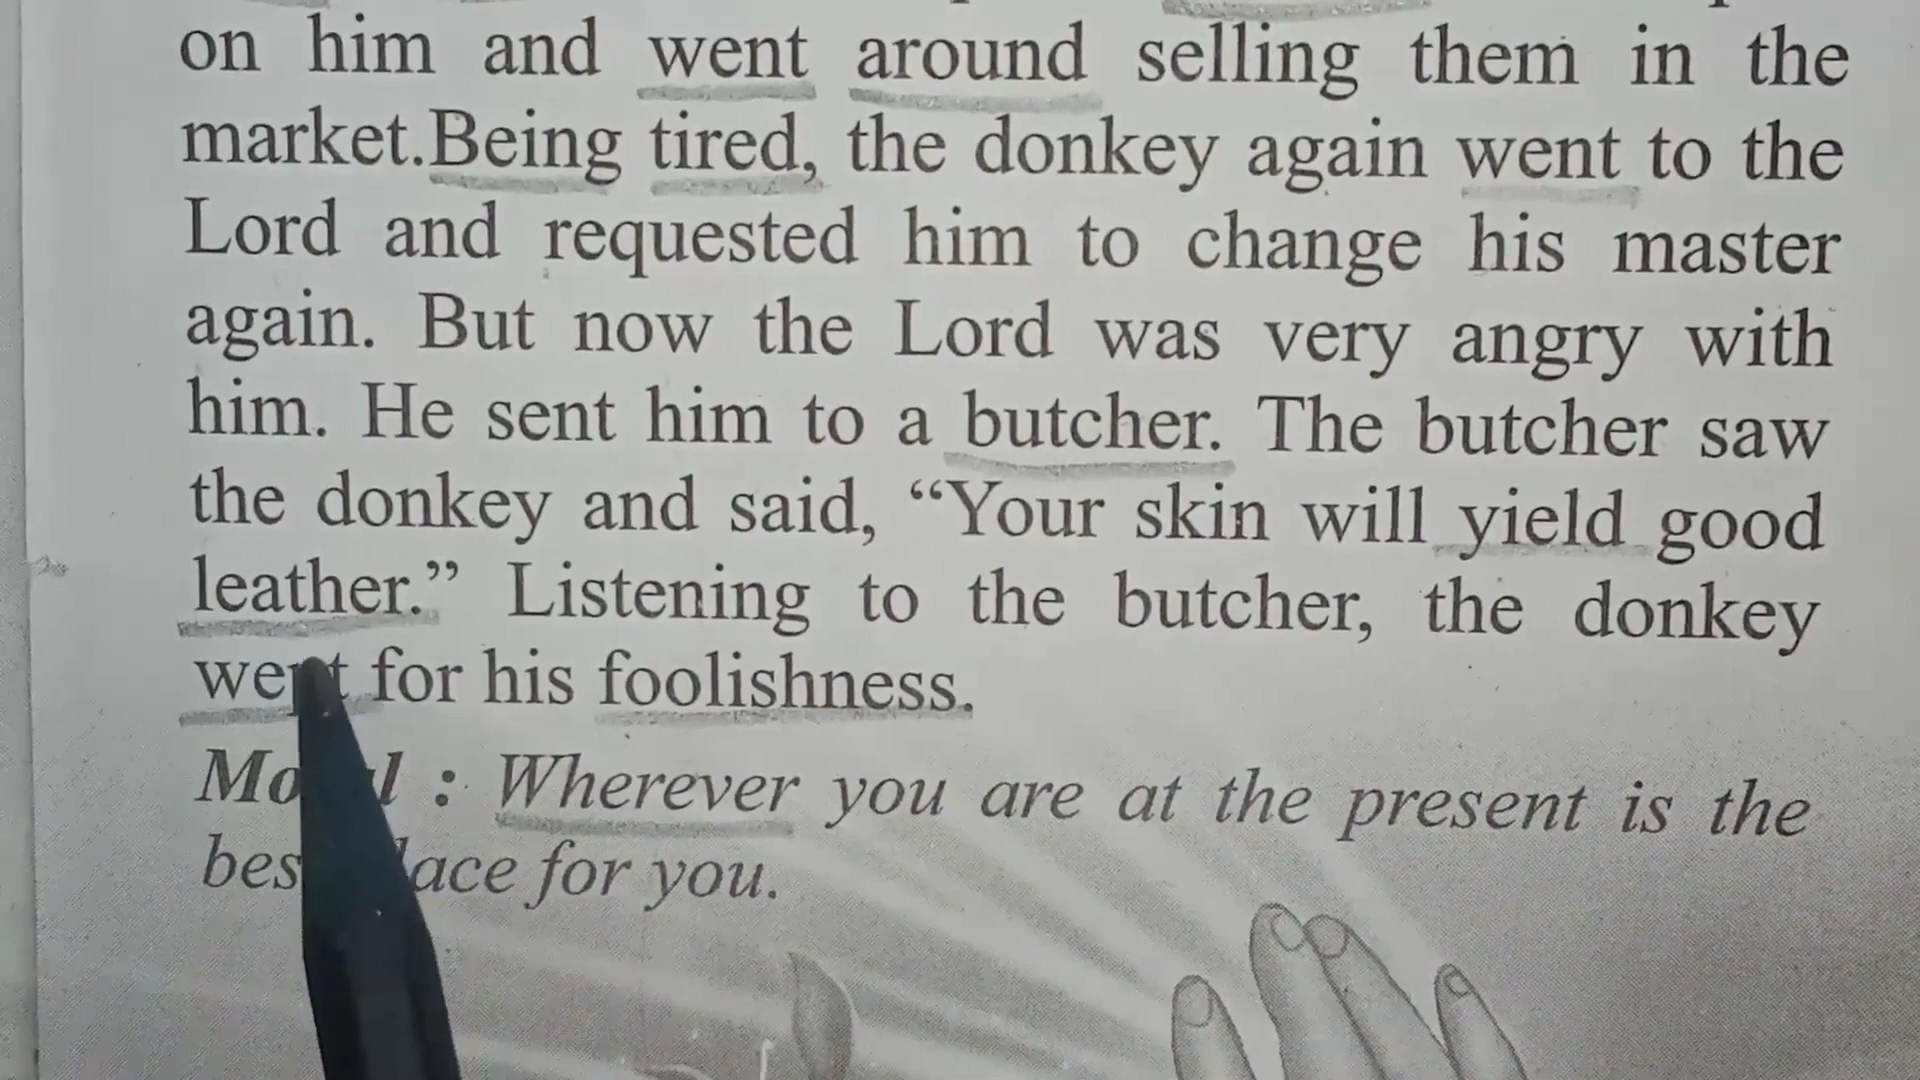 on him and went around selling them in the
market.Being tired, the donkey again went to the
Lord and requested him to change his master
again. But now the Lord was very angry with
him. He sent him to a butcher. The butcher saw
the donkey and said, “Your skin will yield good
leather.” Listening to the butcher, the donkey
for his foolishness.
: Wherever you are at the present is the
for you.